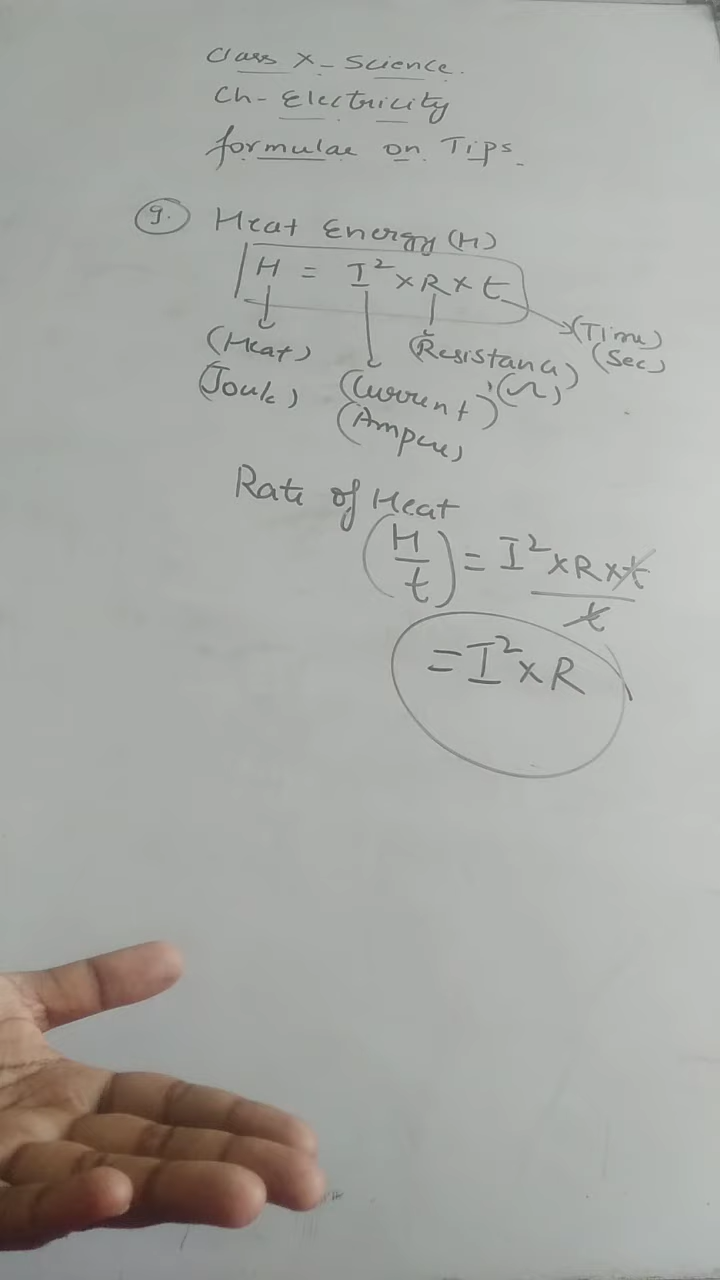 Class X - Science.
Ch - Electricity
formulae on Tips.
9. Heat Energy (H)
H = I² × R × t
(Heat) (Resistance) (Time)
(Joule) (Current) (Ω) (Sec)
(Ampere)
Rate of Heat
(H/t) = I² × R × t / t
= I² × R